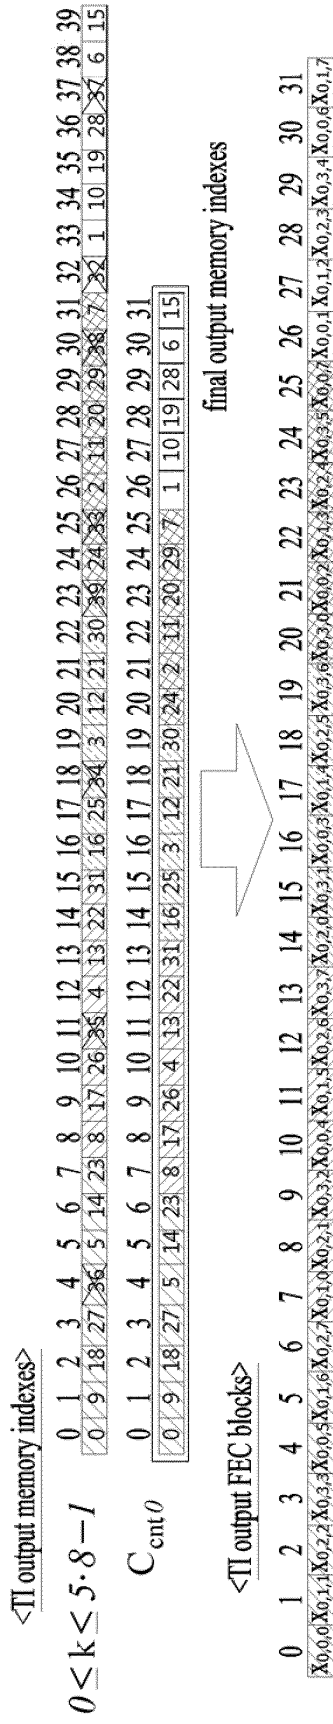 <TI output memory indexes>
0 1 2 3 4 5 6 7 8 9 10 11 12 13 14 15 16 17 18 19 20 21 22 23 24 25 26 27 28 29 30 31 32 33 34 35 36 37 38 39
0≤k≤5·8−1 0 9 18 27 36 5 14 23 8 17 26 35 4 13 22 31 16 25 34 3 12 21 30 39 24 33 2 11 20 29 38 7 32 1 10 19 28 37 6 15
0 1 2 3 4 5 6 7 8 9 10 11 12 13 14 15 16 17 18 19 20 21 22 23 24 25 26 27 28 29 30 31
Ccnt0 0 9 18 27 5 14 23 8 17 26 4 13 22 31 16 25 3 12 21 30 24 2 11 20 29 7 1 10 19 28 6 15
final output memory indexes
<TI output FEC blocks>
0 1 2 3 4 5 6 7 8 9 10 11 12 13 14 15 16 17 18 19 20 21 22 23 24 25 26 27 28 29 30 31
X0,0,0 X0,1,1 X0,2,2 X0,3,3 X0,0,5 X0,1,6 X0,2,7 X0,1,0 X0,2,1 X0,3,2 X0,0,4 X0,1,5 X0,2,6 X0,3,7 X0,2,0 X0,3,1 X0,0,3 X0,1,4 X0,2,5 X0,3,6 X0,3,0 X0,0,2 X0,1,3 X0,2,4 X0,3,5 X0,0,7 X0,0,1 X0,1,2 X0,2,3 X0,3,4 X0,0,6 X0,1,7